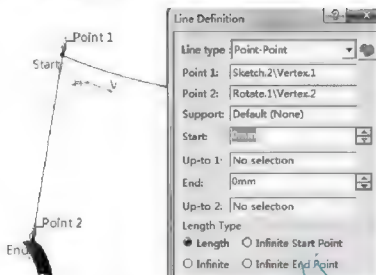 Point 1
Start
Point 2
End
Line Definition
Line type : Point-Point
Point 1: Sketch.2\Vertex.1
Point 2: Rotate.1\Vertex.2
Support: Default (None)
Start: 0mm
Up-to 1: No selection
End: 0mm
Up-to 2: No selection
Length Type
Length Infinite Start Point
Infinite Infinite End Point